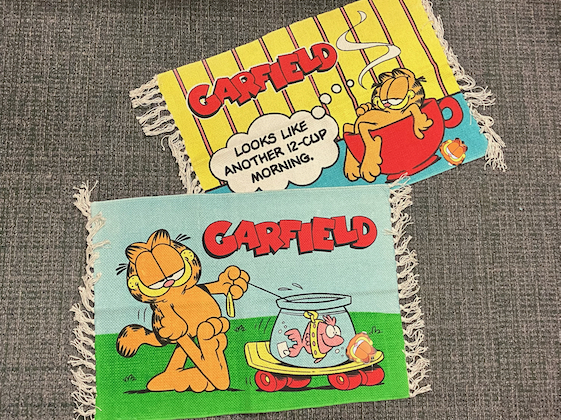 GARFIELD
LOOKS LIKE
ANOTHER 12-CUP
MORNING.
GARFIELD